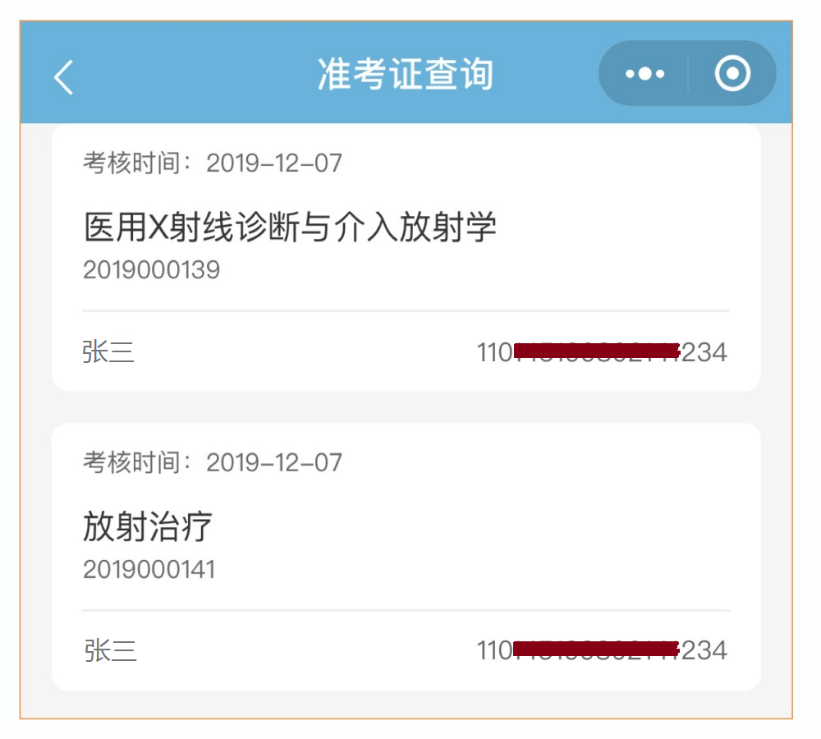 准考证查询
考核时间：2019-12-07
医用X射线诊断与介入放射学
2019000139
张三 110 234
考核时间：2019-12-07
放射治疗
2019000141
张三 110 234